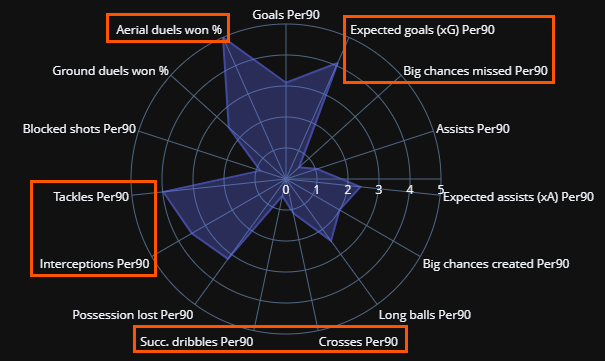 Goals Per90
Aerial duels won %
Expected goals (xG) Per90
Ground duels won %
Big chances missed Per90
Blocked shots Per90
Assists Per90
Tackles Per90
0 1 2 3 4 5
Expected assists (xA) Per90
Interceptions Per90
Big chances created Per90
Possession lost Per90
Long balls Per90
Succ. dribbles Per90
Crosses Per90